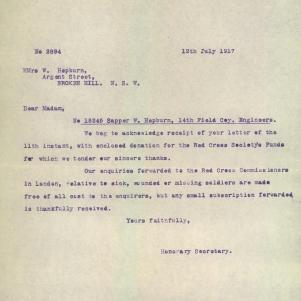 No 2894 12th July 1917
MMrs W. Hepburn,
Argent Street,
BROKEN HILL. N. S. W.
Dear Madam,
No 18245 Sapper W. Hepburn, 14th Field Coy. Engineers.
We beg to acknowledge receipt of your letter of the
11th instant, with enclosed donation for the Red Cross Society's Funds
for which we tender our sincere thanks.
Our enquiries forwarded to the Red Cross Commissioners
in London, relative to sick, wounded or missing soldiers are made
free of all cost to the enquirers, but any small subscription forwarded
is thankfully received.
Yours faithfully,
Honorary Secretary.